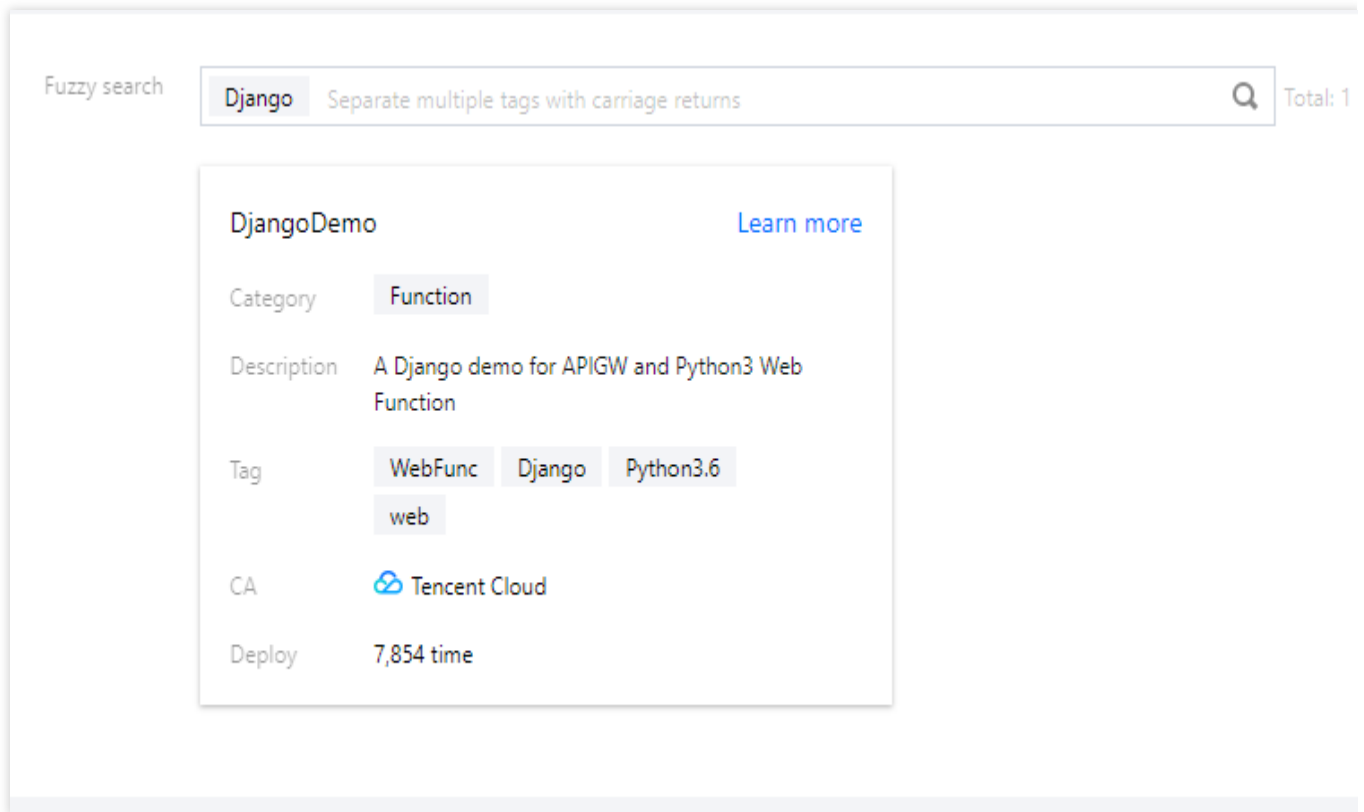 Fuzzy search
Django Separate multiple tags with carriage returns
Total: 1
DjangoDemo
Learn more
Category
Function
Description
A Django demo for APIGW and Python3 Web
Function
Tag
WebFunc Django Python3.6
web
CA
Tencent Cloud
Deploy
7,854 time